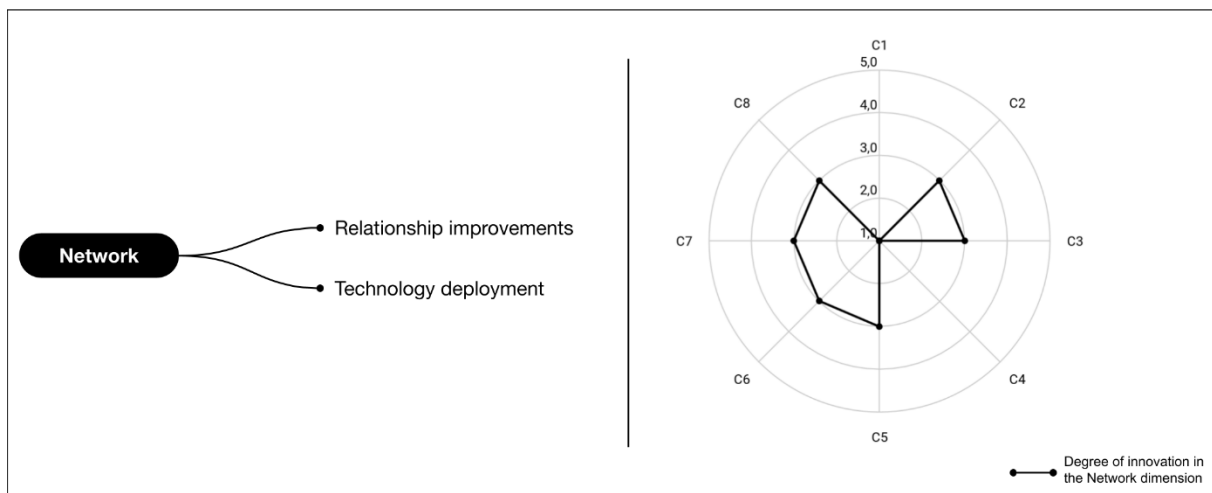 Network
Relationship improvements
Technology deployment
C1
5,0
C8
C2
4,0
3,0
2,0
1,0
C7
C3
C6
C4
C5
Degree of innovation in
the Network dimension